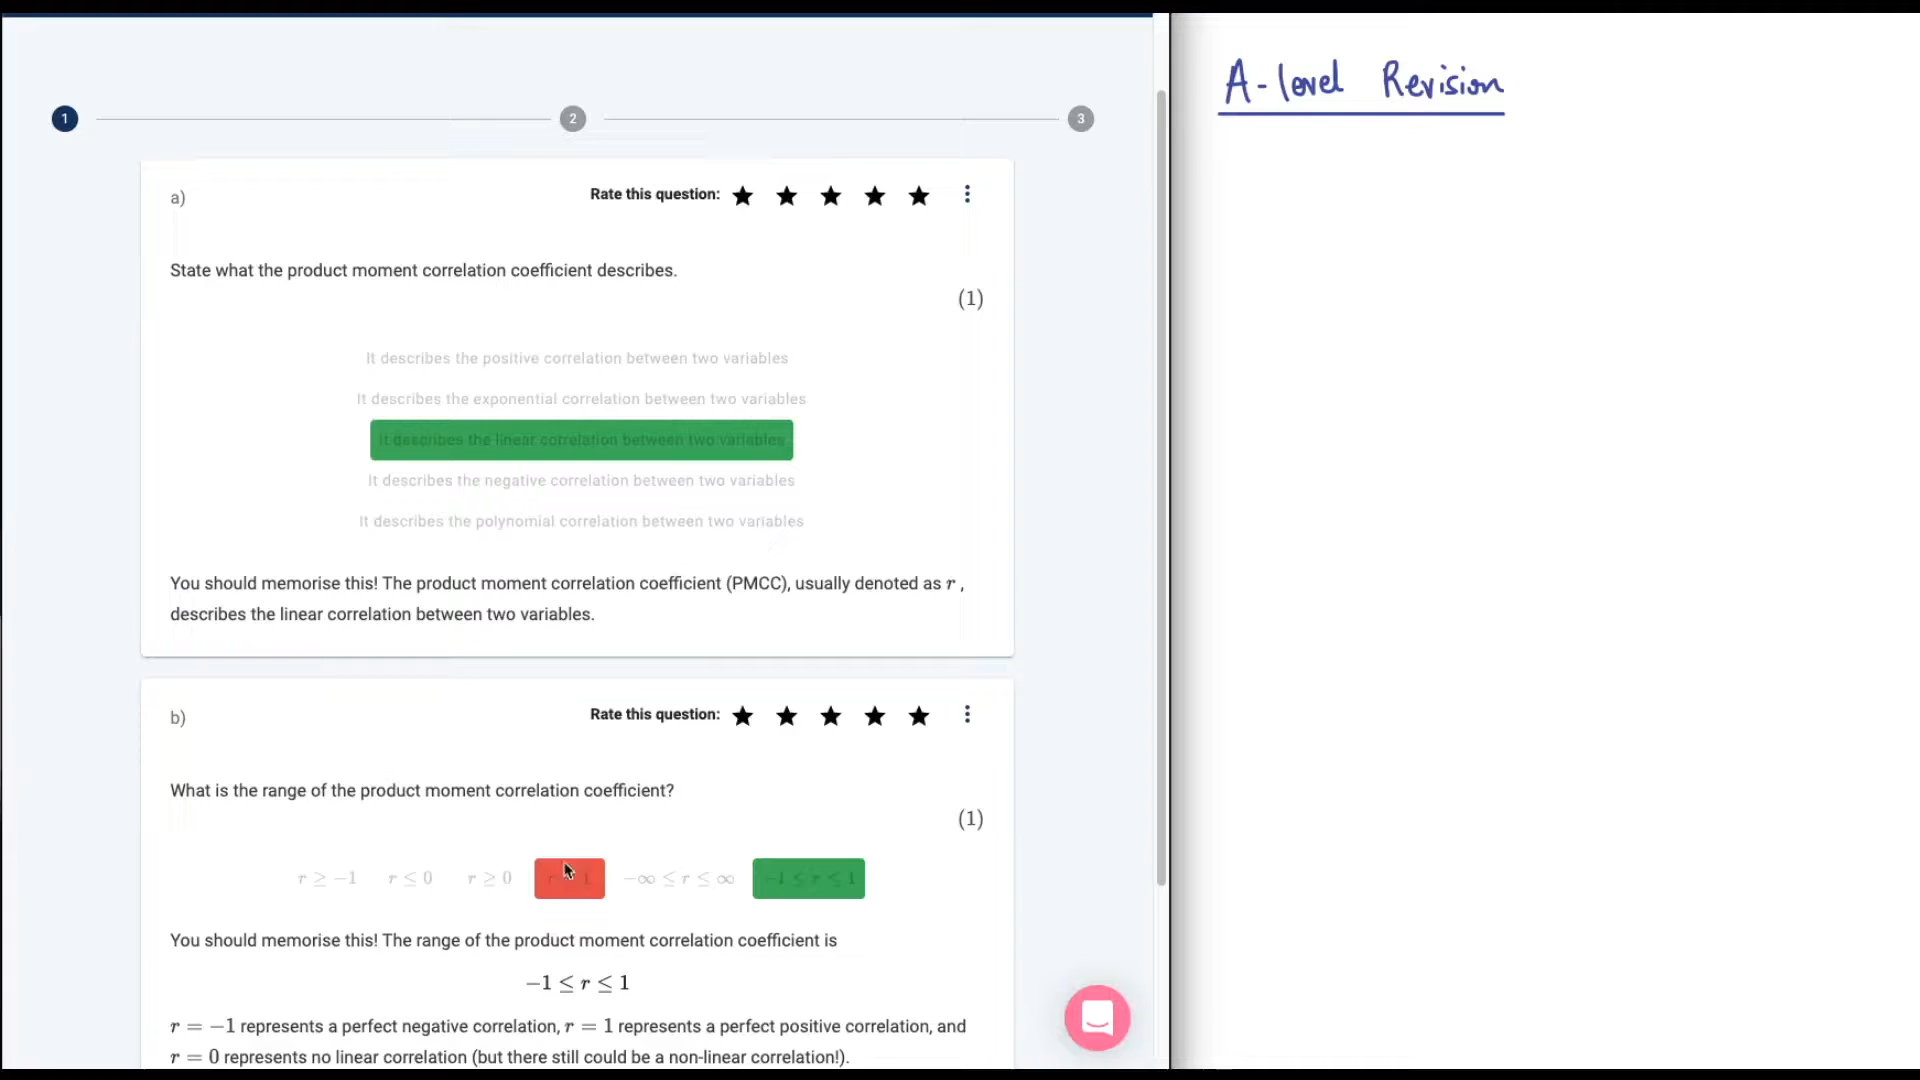 A-level Revision
1 2 3
a) Rate this question:
State what the product moment correlation coefficient describes.
(1)
It describes the positive correlation between two variables
It describes the exponential correlation between two variables
It describes the linear correlation between two variables
It describes the negative correlation between two variables
It describes the polynomial correlation between two variables
You should memorise this! The product moment correlation coefficient (PMCC), usually denoted as r ,
describes the linear correlation between two variables.
b) Rate this question:
What is the range of the product moment correlation coefficient?
(1)
r ≥ −1 r ≤ 0 r ≥ 0 −∞ ≤ r ≤ ∞ −1 ≤ r ≤ 1
You should memorise this! The range of the product moment correlation coefficient is
−1 ≤ r ≤ 1
r = −1 represents a perfect negative correlation, r = 1 represents a perfect positive correlation, and
r = 0 represents no linear correlation (but there still could be a non-linear correlation!).